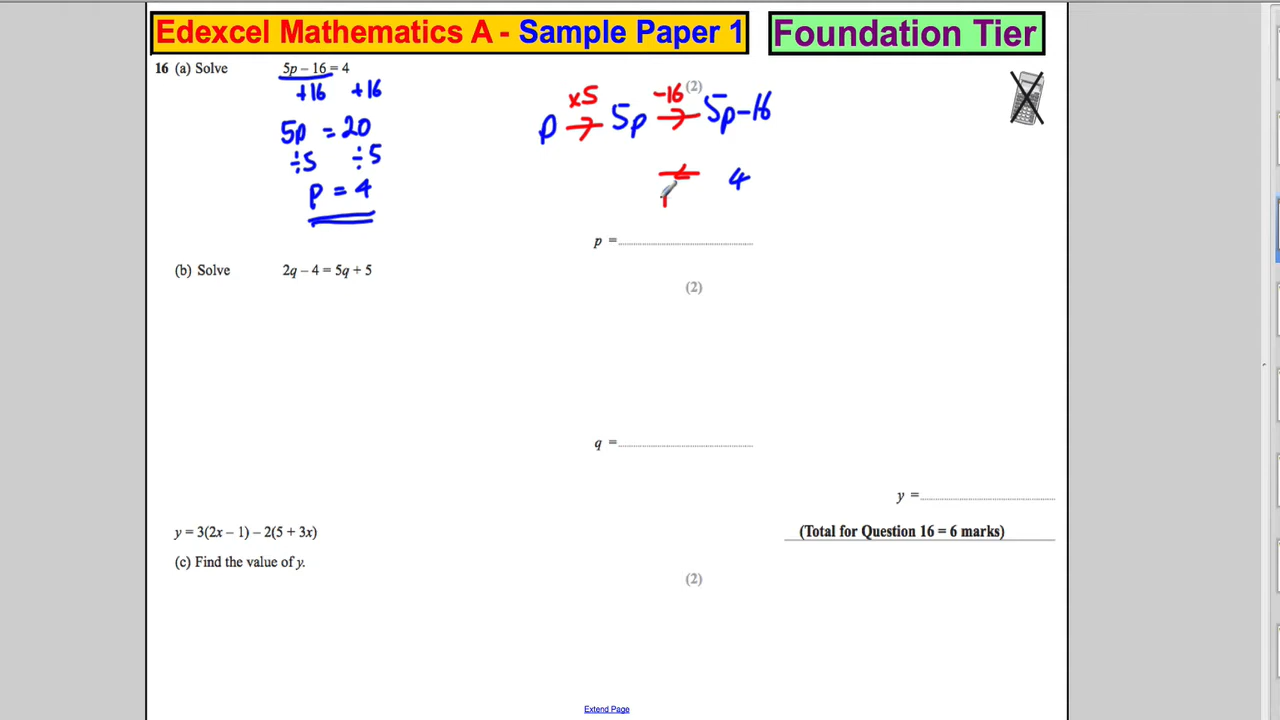 Edexcel Mathematics A - Sample Paper 1
Foundation Tier
16 (a) Solve 5p – 16 = 4
+16 +16
(2)
×5 -16
p → 5p → 5p-16
5p = 20
÷5 ÷5
← 4
p = 4
p =
(b) Solve 2q – 4 = 5q + 5
(2)
q =
y =
y = 3(2x – 1) – 2(5 + 3x)
(Total for Question 16 = 6 marks)
(c) Find the value of y.
(2)
Extend Page